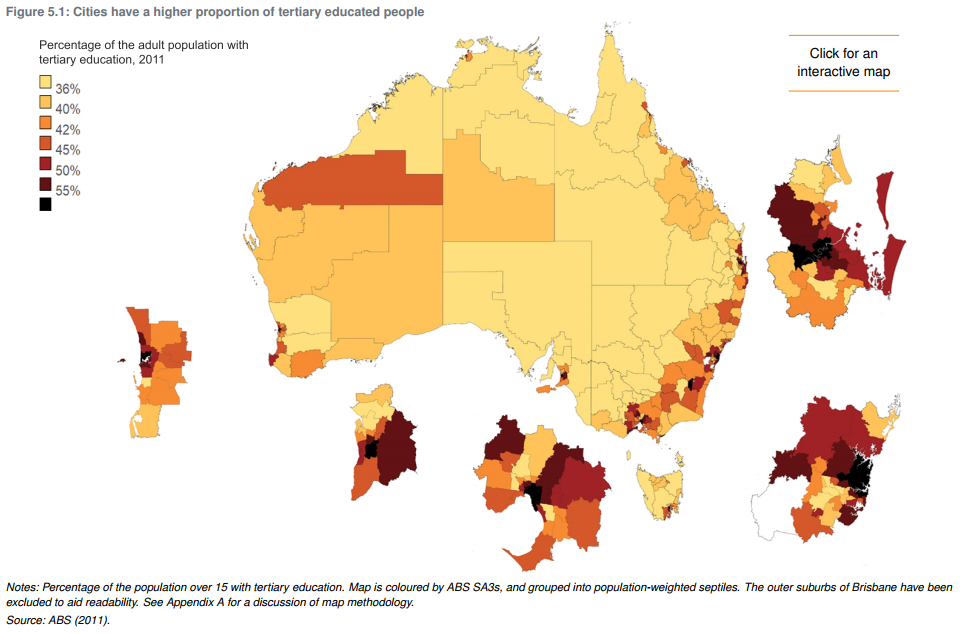 Figure 5.1: Cities have a higher proportion of tertiary educated people
Percentage of the adult population with
tertiary education, 2011
36%
40%
42%
45%
50%
55%
Click for an
interactive map
Notes: Percentage of the population over 15 with tertiary education. Map is coloured by ABS SA3s, and grouped into population-weighted septiles. The outer suburbs of Brisbane have been
excluded to aid readability. See Appendix A for a discussion of map methodology.
Source: ABS (2011).